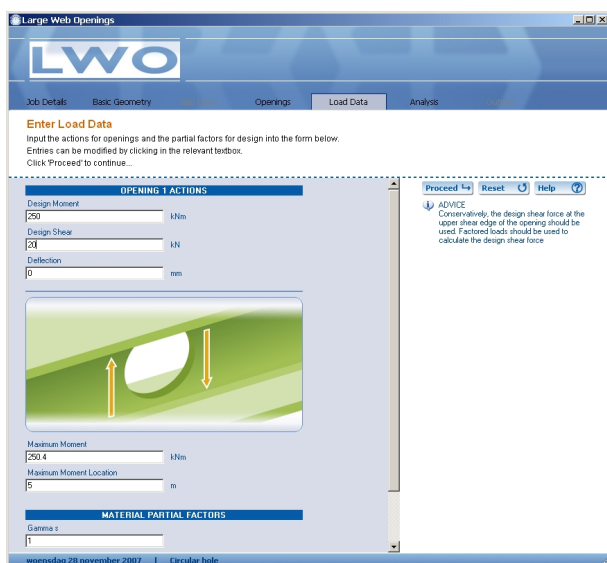 Large Web Openings
LWO
Job Details Basic Geometry Openings Load Data Analysis
Enter Load Data
Input the actions for openings and the partial factors for design into the form below.
Entries can be modified by clicking in the relevant textbox.
Click 'Proceed' to continue...
OPENING 1 ACTIONS
Design Moment
250 kNm
Design Shear
20 kN
Deflection
0 mm
Maximum Moment
250.4 kNm
Maximum Moment Location
5 m
MATERIAL PARTIAL FACTORS
Gamma s
1
Proceed Reset Help
ADVICE
Conservatively, the design shear force at the
upper shear edge of the opening should be
used. Factored loads should be used to
calculate the design shear force
woensdag 28 november 2007 | Circular hole